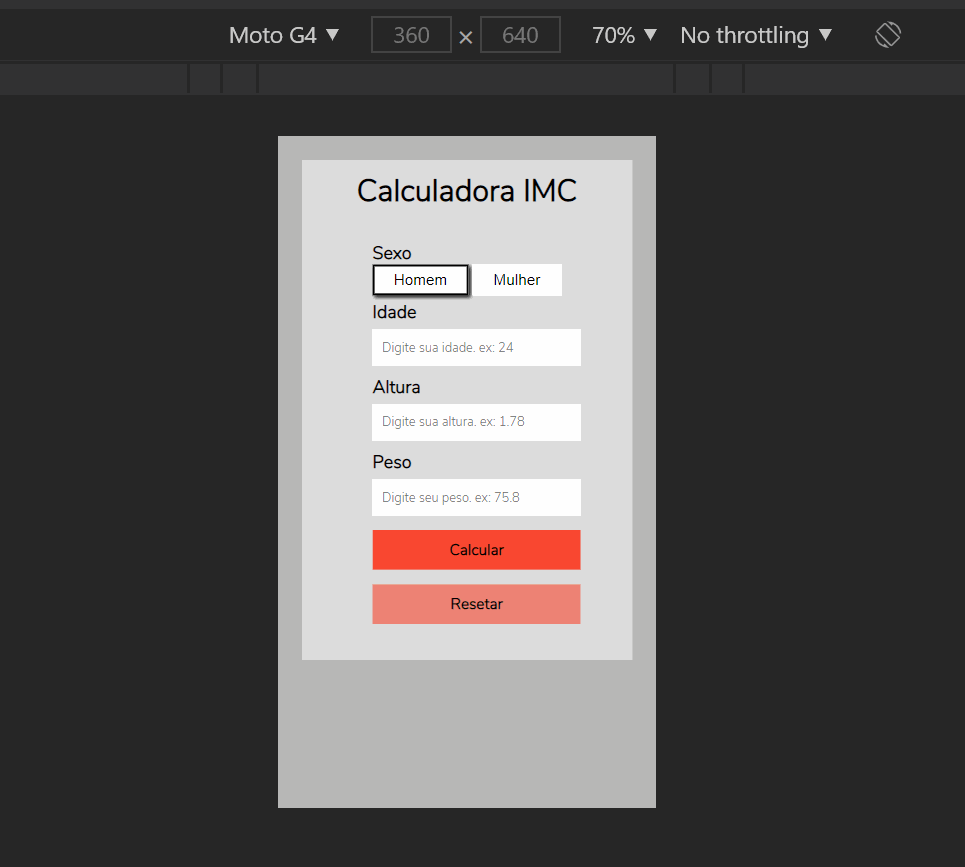 Moto G4 ▼ 360 × 640 70% ▼ No throttling ▼
Calculadora IMC
Sexo
Homem Mulher
Idade
Digite sua idade. ex: 24
Altura
Digite sua altura. ex: 1.78
Peso
Digite seu peso. ex: 75.8
Calcular
Resetar